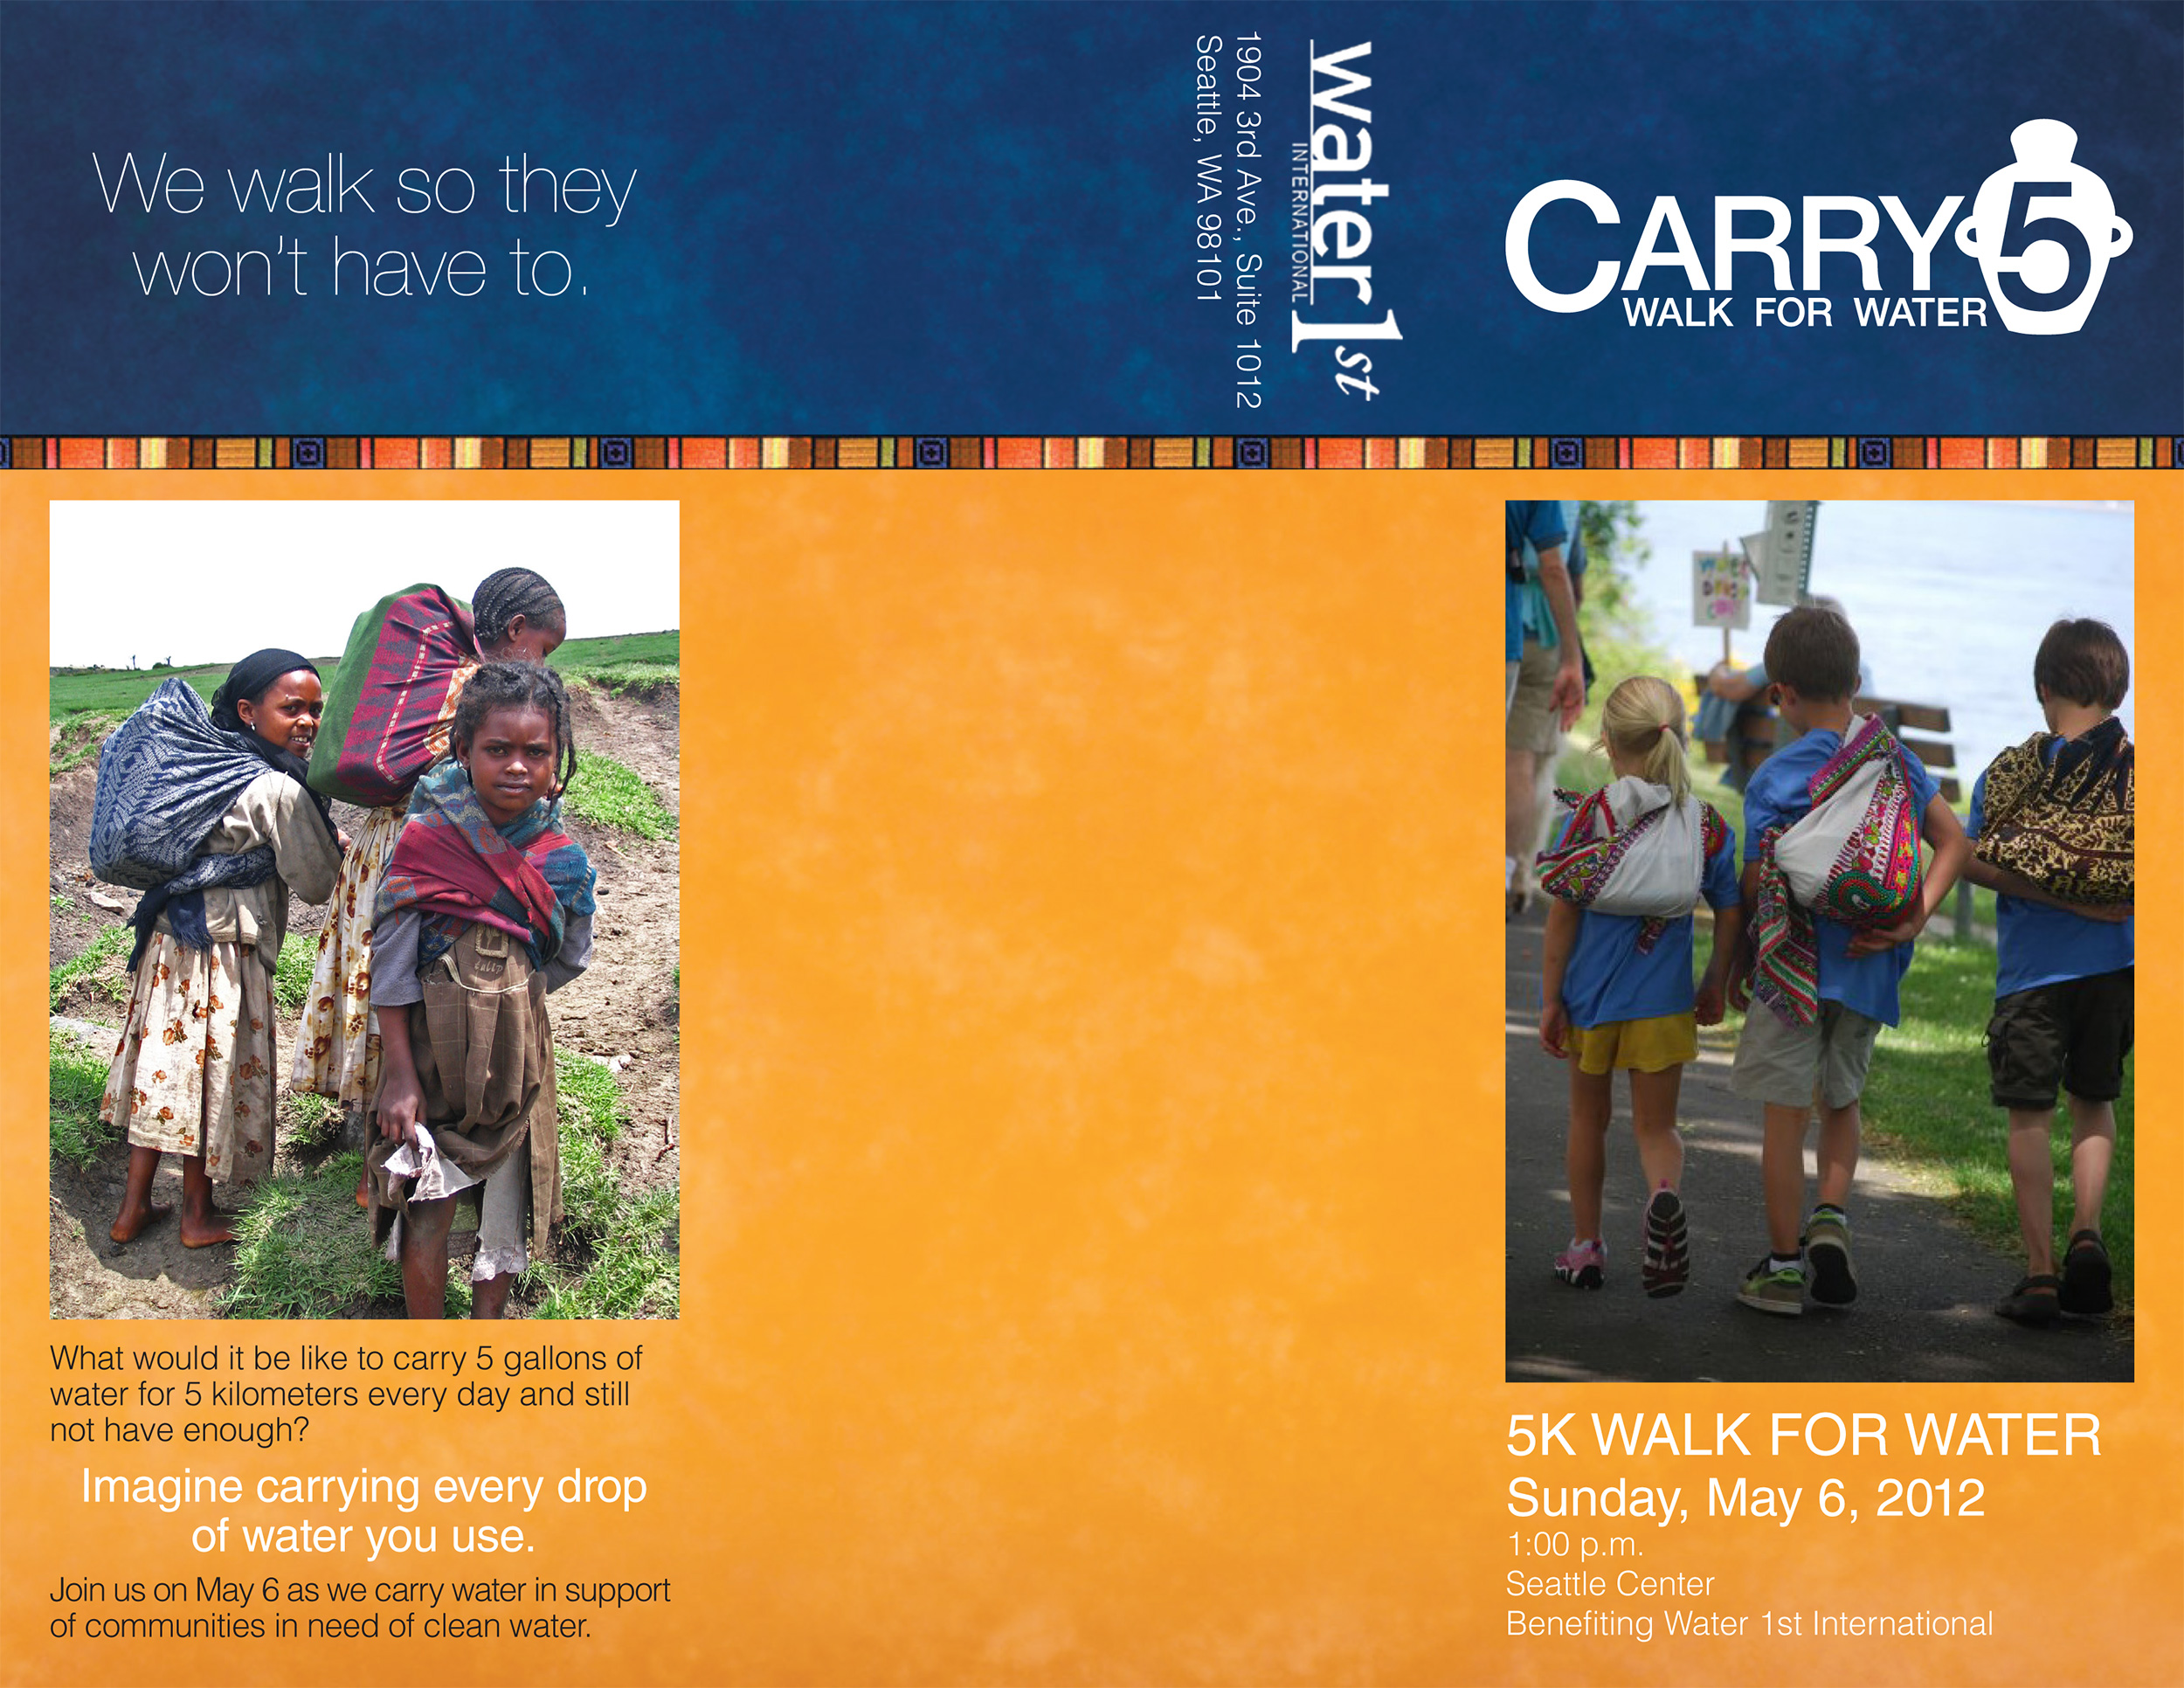 We walk so they
won't have to.
What would it be like to carry 5 gallons of
water for 5 kilometers every day and still
not have enough?
Imagine carrying every drop
of water you use.
Join us on May 6 as we carry water in support
of communities in need of clean water.
water 1st
INTERNATIONAL
1904 3rd Ave., Suite 1012
Seattle, WA 98101
CARRY 5
WALK FOR WATER
5K WALK FOR WATER
Sunday, May 6, 2012
1:00 p.m.
Seattle Center
Benefiting Water 1st International